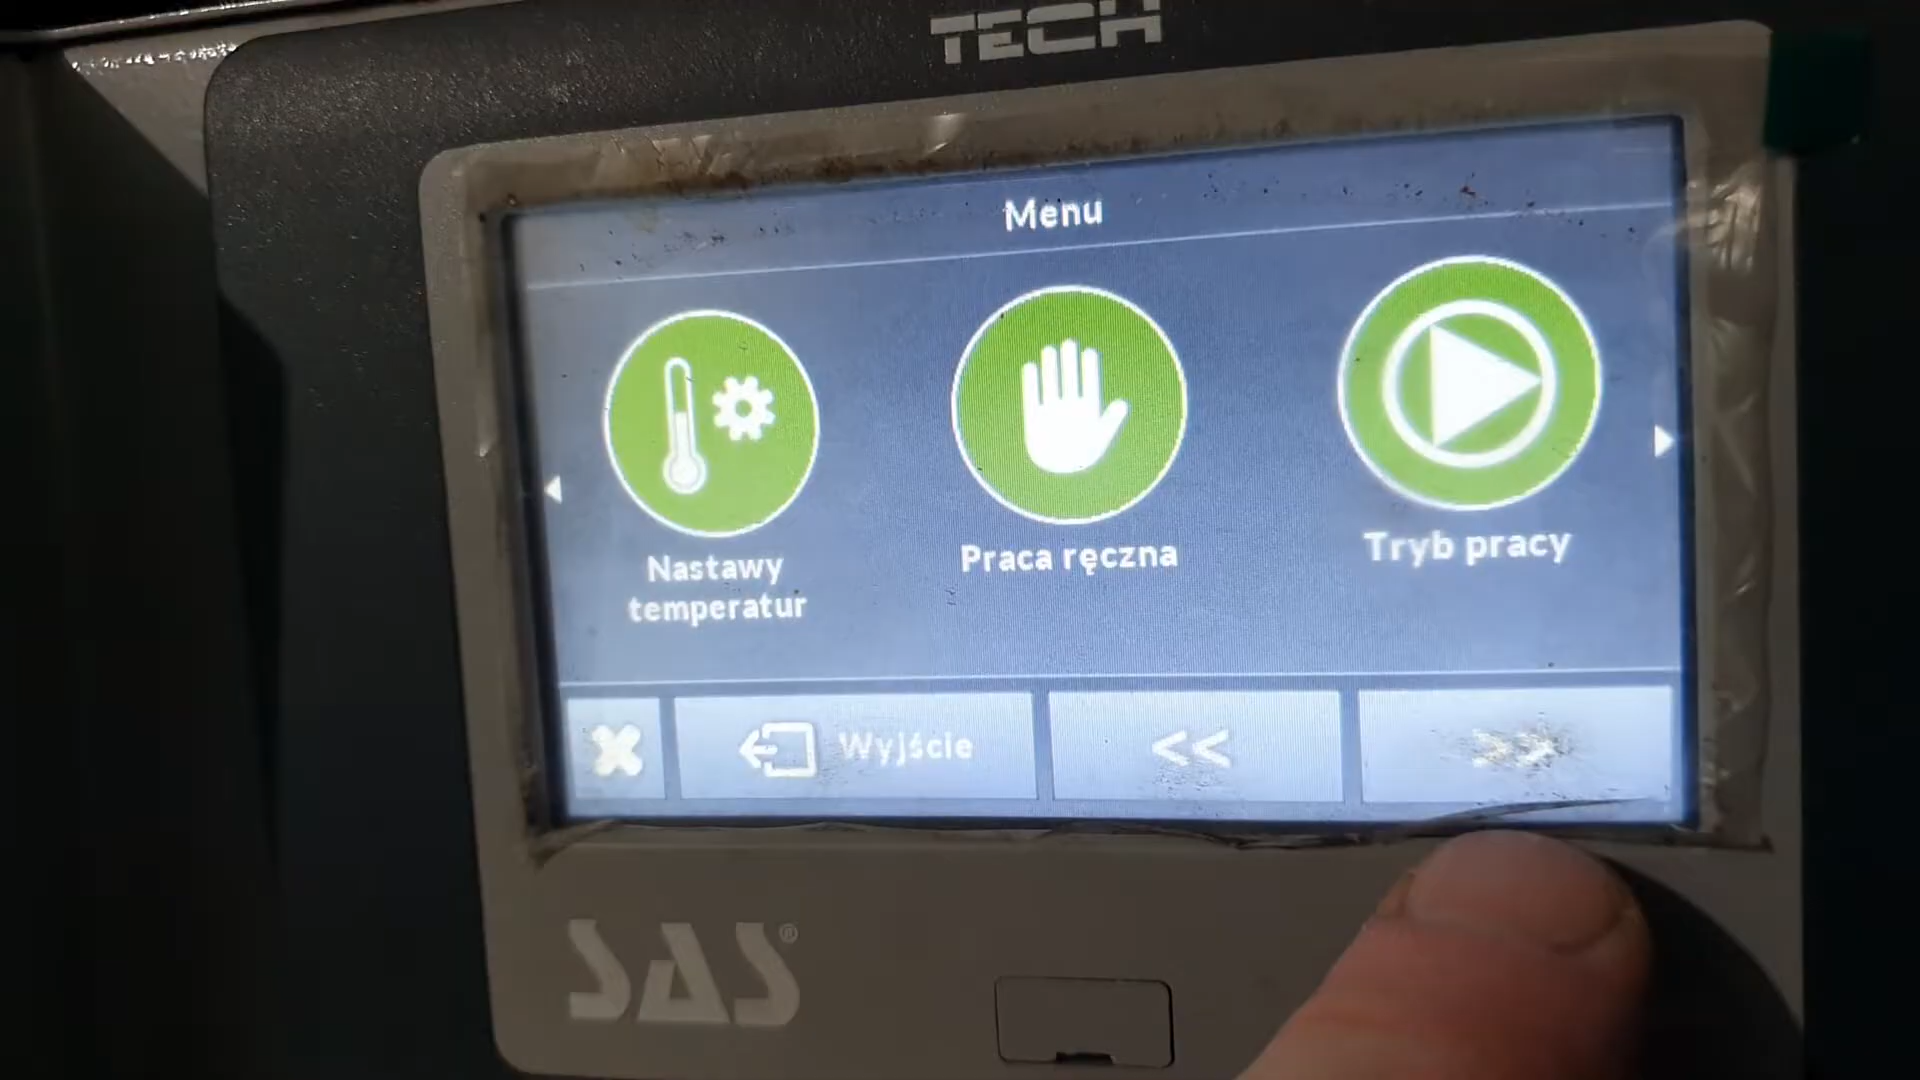 TECH
Menu
Nastawy
temperatur
Praca ręczna
Tryb pracy
Wyjście
<<
>>
SAS®